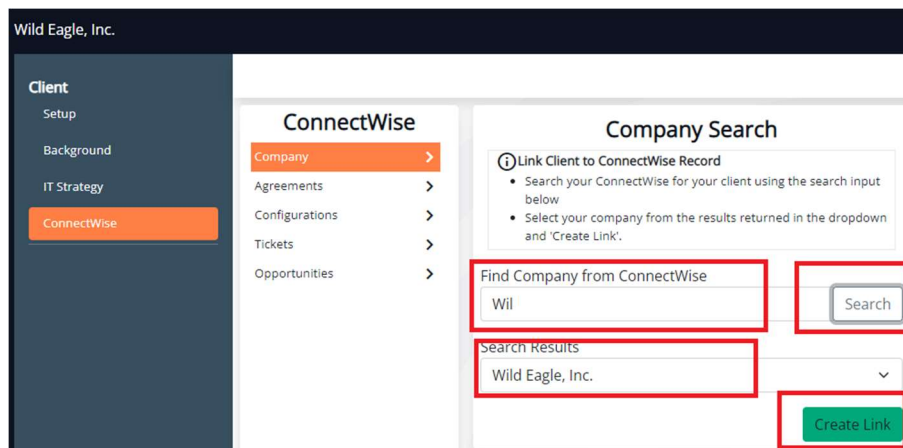 Wild Eagle, Inc.
Client
Setup
Background
IT Strategy
ConnectWise
ConnectWise
Company
Agreements
Configurations
Tickets
Opportunities
Company Search
Link Client to ConnectWise Record
Search your ConnectWise for your client using the search input
below
Select your company from the results returned in the dropdown
and 'Create Link'.
Find Company from ConnectWise
Wil
Search
Search Results
Wild Eagle, Inc.
Create Link